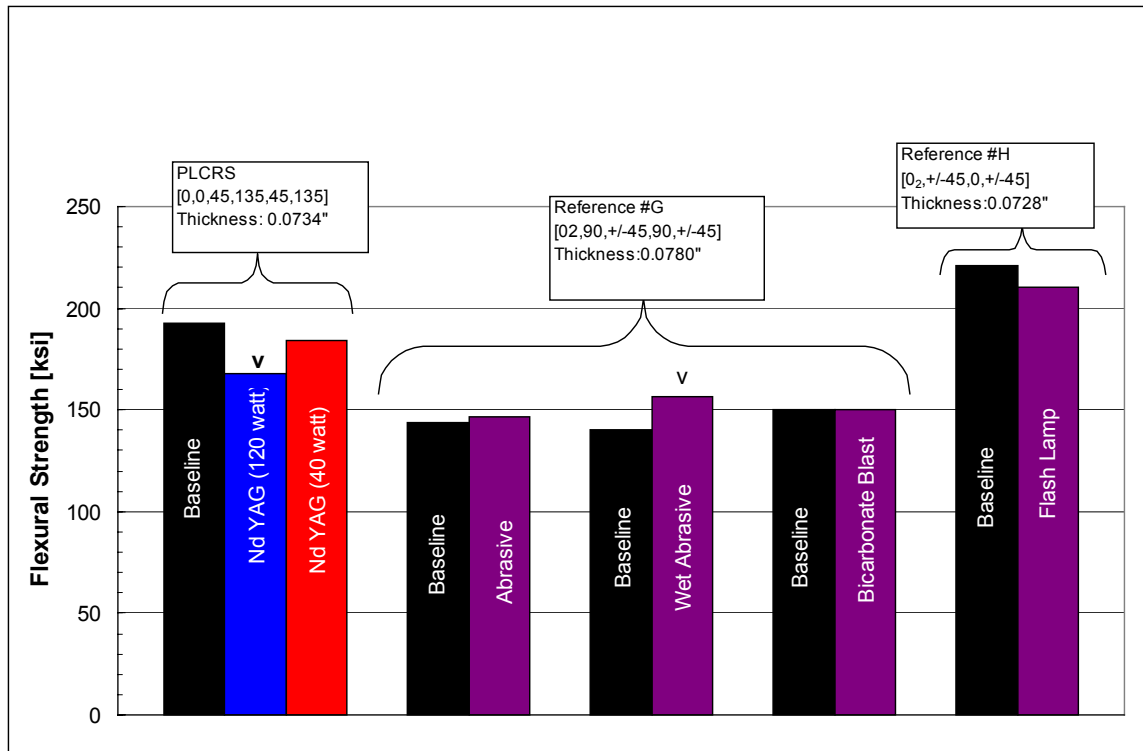 PLCRS
[0,0,45,135,45,135]
Thickness: 0.0734"
Reference #G
[02,90,+/-45,90,+/-45]
Thickness:0.0780"
Reference #H
[0₂,+/-45,0,+/-45]
Thickness:0.0728"
Flexural Strength [ksi]
250
200
150
100
50
0
v
v
Baseline
Nd YAG (120 watt)
Nd YAG (40 watt)
Baseline
Abrasive
Baseline
Wet Abrasive
Baseline
Bicarbonate Blast
Baseline
Flash Lamp